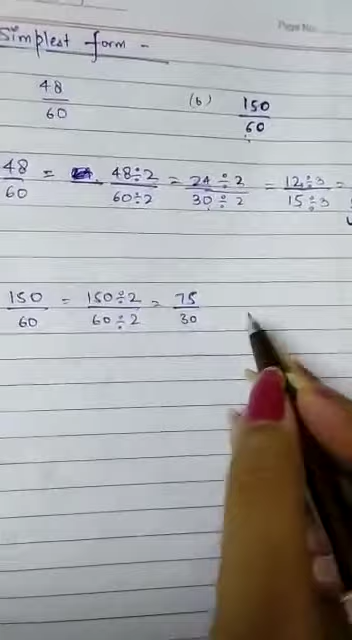 Page No.
Simplest form -
48/60 (b) 150/60
48/60 = 48÷2/60÷2 = 24÷2/30÷2 = 12÷3/15÷3 =
150/60 = 150÷2/60÷2 = 75/30